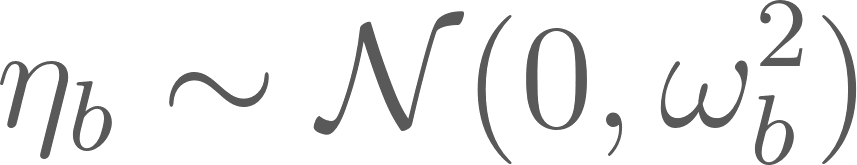 η_b ∼ 𝒩(0, ω_b^2)